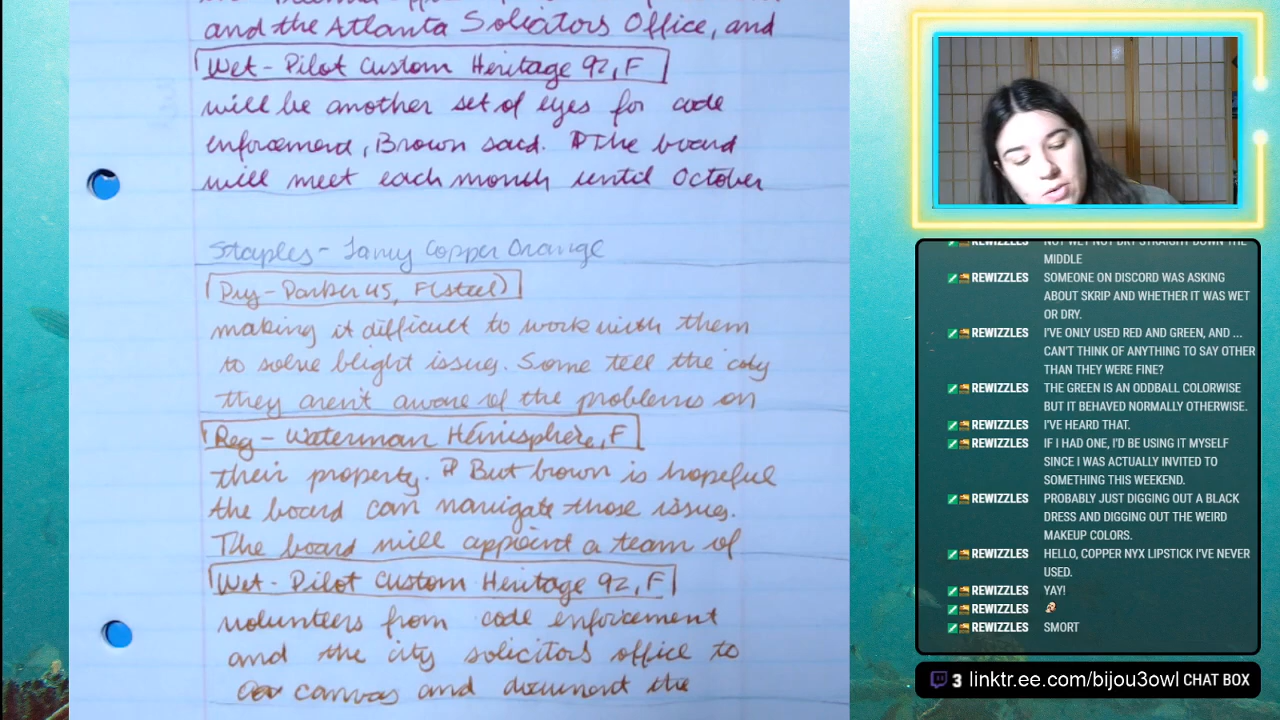 and the Atlanta Solicitors Office, and
Wet - Pilot Custom Heritage 92, F
will be another set of eyes for code
enforcement, Brown said. The board
will meet each month until October
Staples - Lamy Copper Orange
Dry - Parker 45, F (steel)
making it difficult to work with them
to solve blight issues. Some tell the city
they aren't aware of the problems on
Reg - Waterman Hémisphère, F
their property. But brown is hopeful
the board can navigate those issues.
The board will appoint a team of
Wet - Pilot Custom Heritage 92, F
volunteers from code enforcement
and the city solicitors office to
canvas and document the
REWIZZLES NOT WET NOT DRY STRAIGHT DOWN THE
MIDDLE
REWIZZLES SOMEONE ON DISCORD WAS ASKING
ABOUT SKRIP AND WHETHER IT WAS WET
OR DRY.
REWIZZLES I'VE ONLY USED RED AND GREEN, AND ...
CAN'T THINK OF ANYTHING TO SAY OTHER
THAN THEY WERE FINE?
REWIZZLES THE GREEN IS AN ODDBALL COLORWISE
BUT IT BEHAVED NORMALLY OTHERWISE.
REWIZZLES I'VE HEARD THAT.
REWIZZLES IF I HAD ONE, I'D BE USING IT MYSELF
SINCE I WAS ACTUALLY INVITED TO
SOMETHING THIS WEEKEND.
REWIZZLES PROBABLY JUST DIGGING OUT A BLACK
DRESS AND DIGGING OUT THE WEIRD
MAKEUP COLORS.
REWIZZLES HELLO, COPPER NYX LIPSTICK I'VE NEVER
USED.
REWIZZLES YAY!
REWIZZLES
REWIZZLES SMORT
3 linktr.ee.com/bijou3owl CHAT BOX